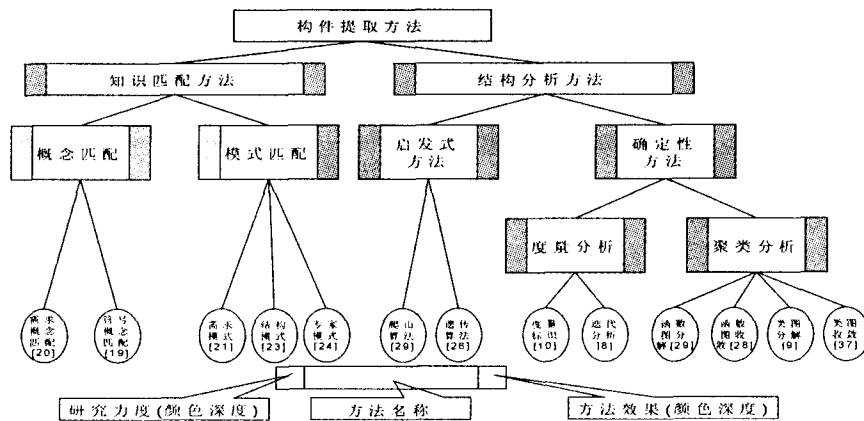 构件提取方法
知识匹配方法
结构分析方法
概念匹配
模式匹配
启发式
方法
确定性
方法
度量分析
聚类分析
需求
概念
匹配
[20]
符号
概念
匹配
[19]
需求
模式
[21]
结构
模式
[23]
专家
模式
[24]
爬山
算法
[29]
遗传
算法
[26]
度量
标识
[10]
迭代
分析
[8]
函数
图分
解[29]
函数
图收
敛[28]
类图
分解
[9]
类图
收敛
[37]
研究力度(颜色深度)
方法名称
方法效果(颜色深度)